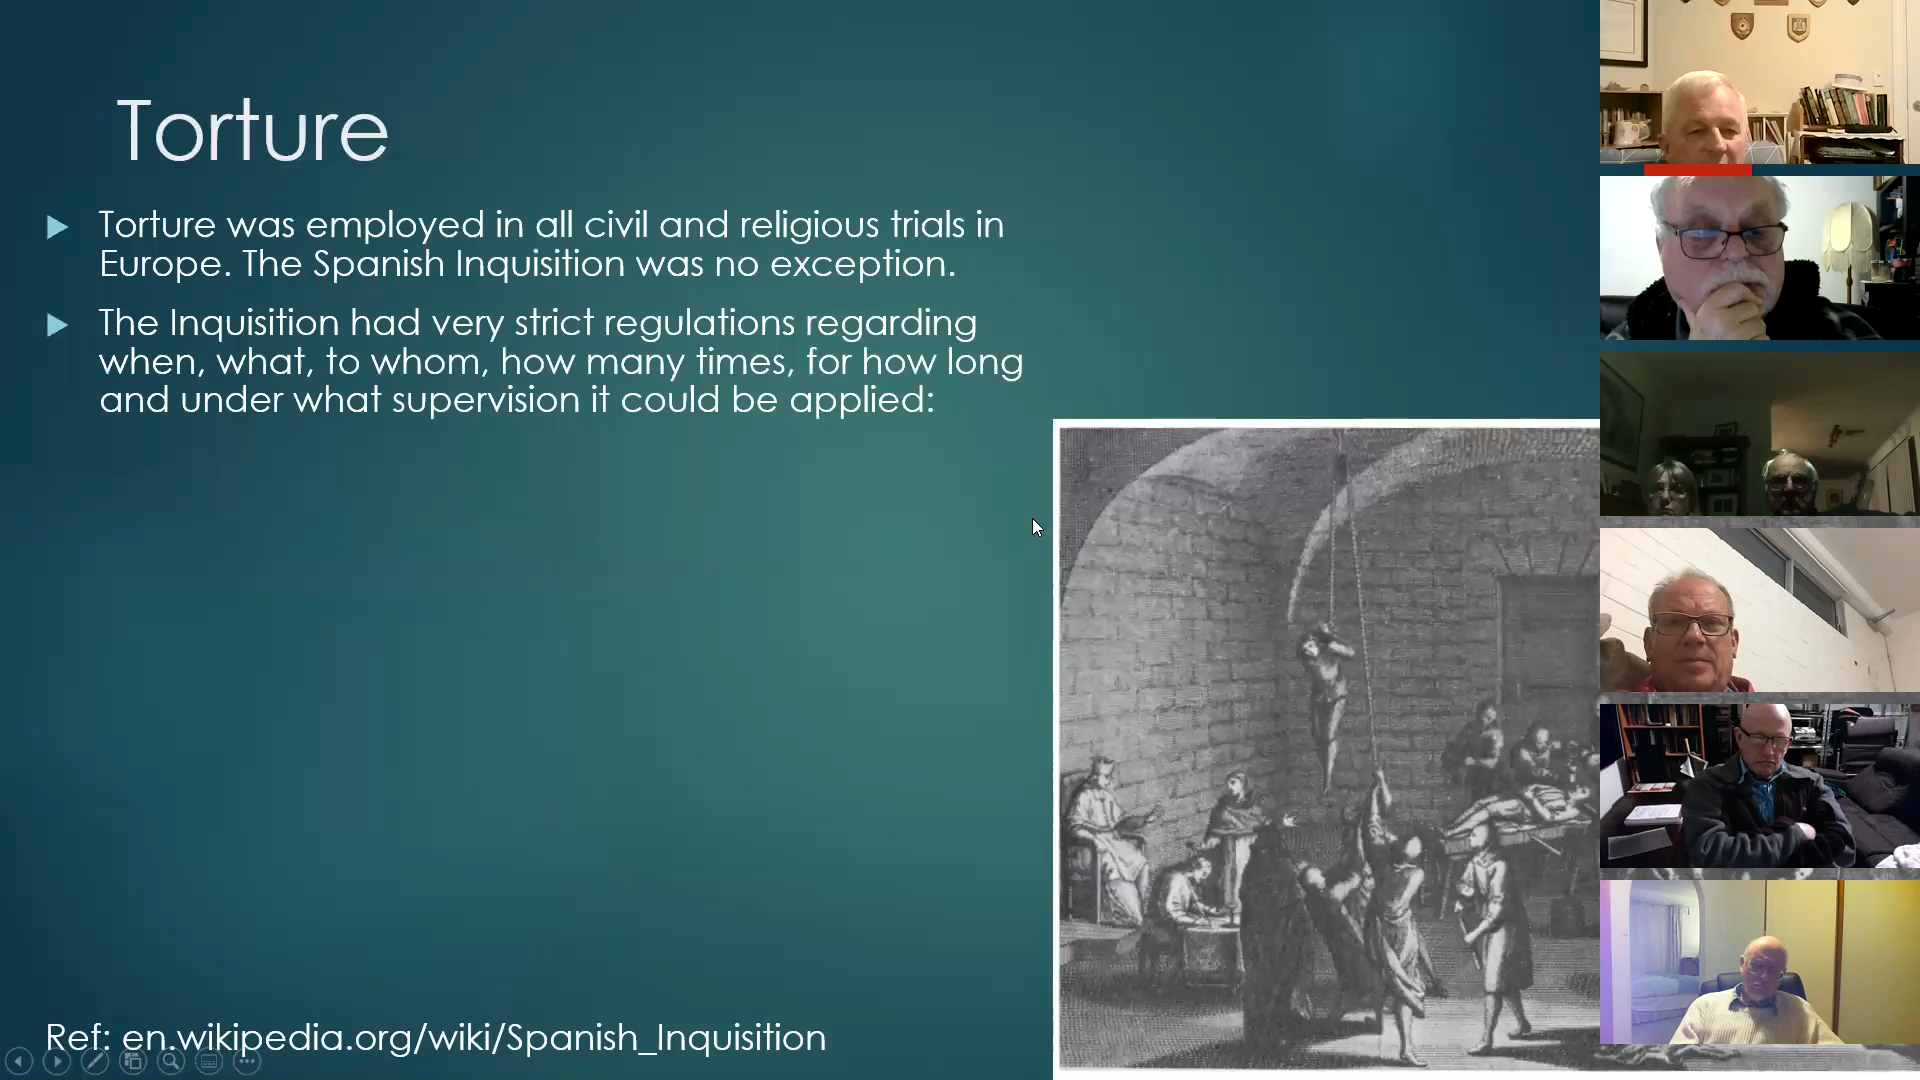 Torture
Torture was employed in all civil and religious trials in
Europe. The Spanish Inquisition was no exception.
The Inquisition had very strict regulations regarding
when, what, to whom, how many times, for how long
and under what supervision it could be applied:
Ref: en.wikipedia.org/wiki/Spanish_Inquisition